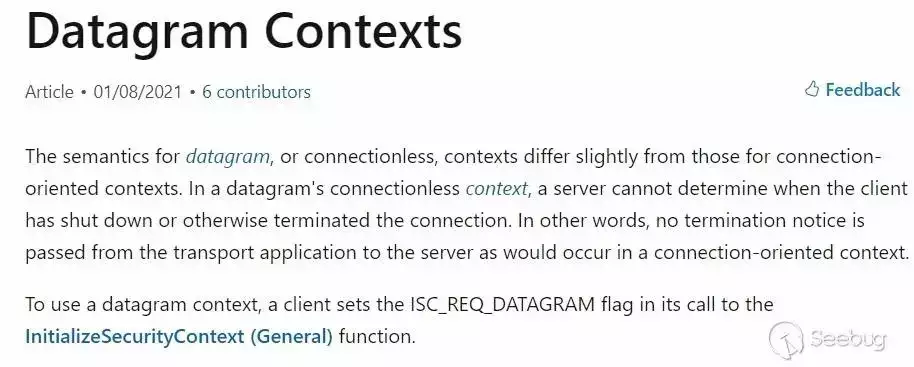 Datagram Contexts
Article • 01/08/2021 • 6 contributors
Feedback
The semantics for datagram, or connectionless, contexts differ slightly from those for connection-
oriented contexts. In a datagram's connectionless context, a server cannot determine when the client
has shut down or otherwise terminated the connection. In other words, no termination notice is
passed from the transport application to the server as would occur in a connection-oriented context.
To use a datagram context, a client sets the ISC_REQ_DATAGRAM flag in its call to the
InitializeSecurityContext (General) function.
Seebug